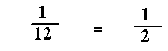 1/12 = 1/2